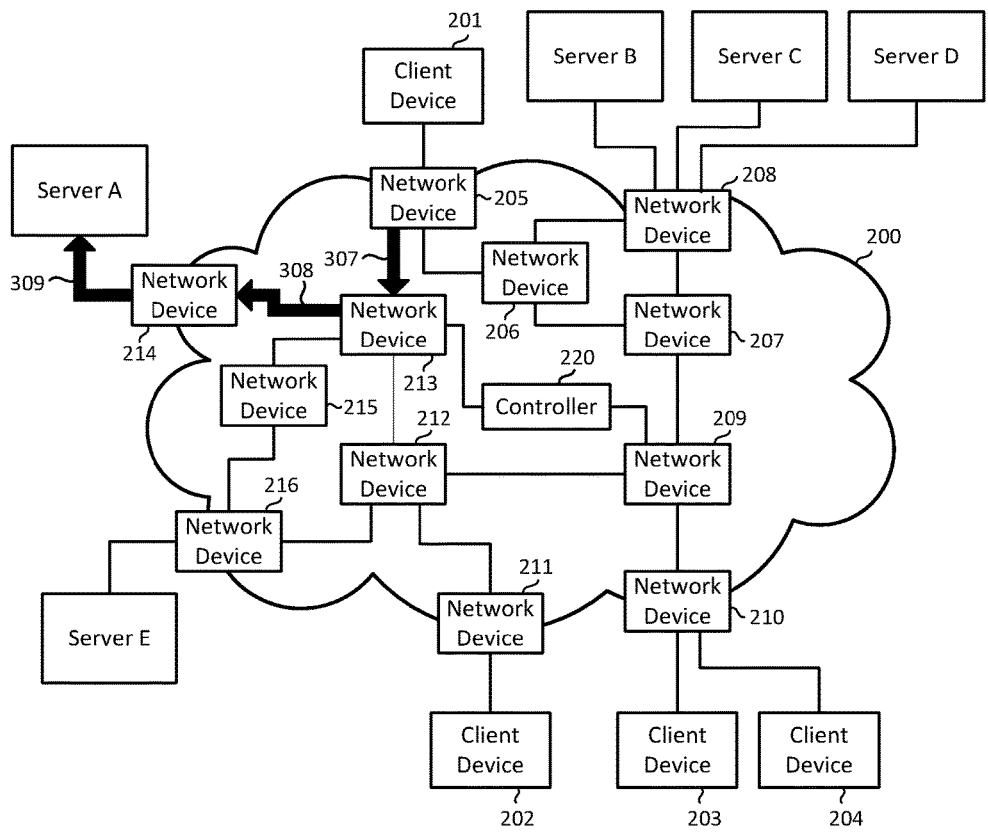 201
Client
Device
Server B
Server C
Server D
Server A
Network
Device
205
Network
Device
208
200
307
309
308
Network
Device
214
Network
Device
206
Network
Device
213
Network
Device
207
220
Controller
Network
Device
215
212
Network
Device
209
Network
Device
216
Network
Device
211
Network
Device
Network
Device
210
Server E
Client
Device
202
Client
Device
203
Client
Device
204